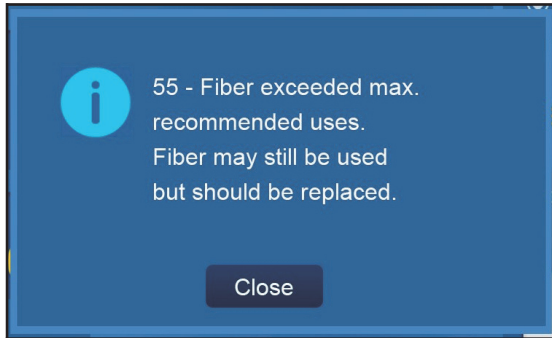 55 - Fiber exceeded max.
recommended uses.
Fiber may still be used
but should be replaced.
Close